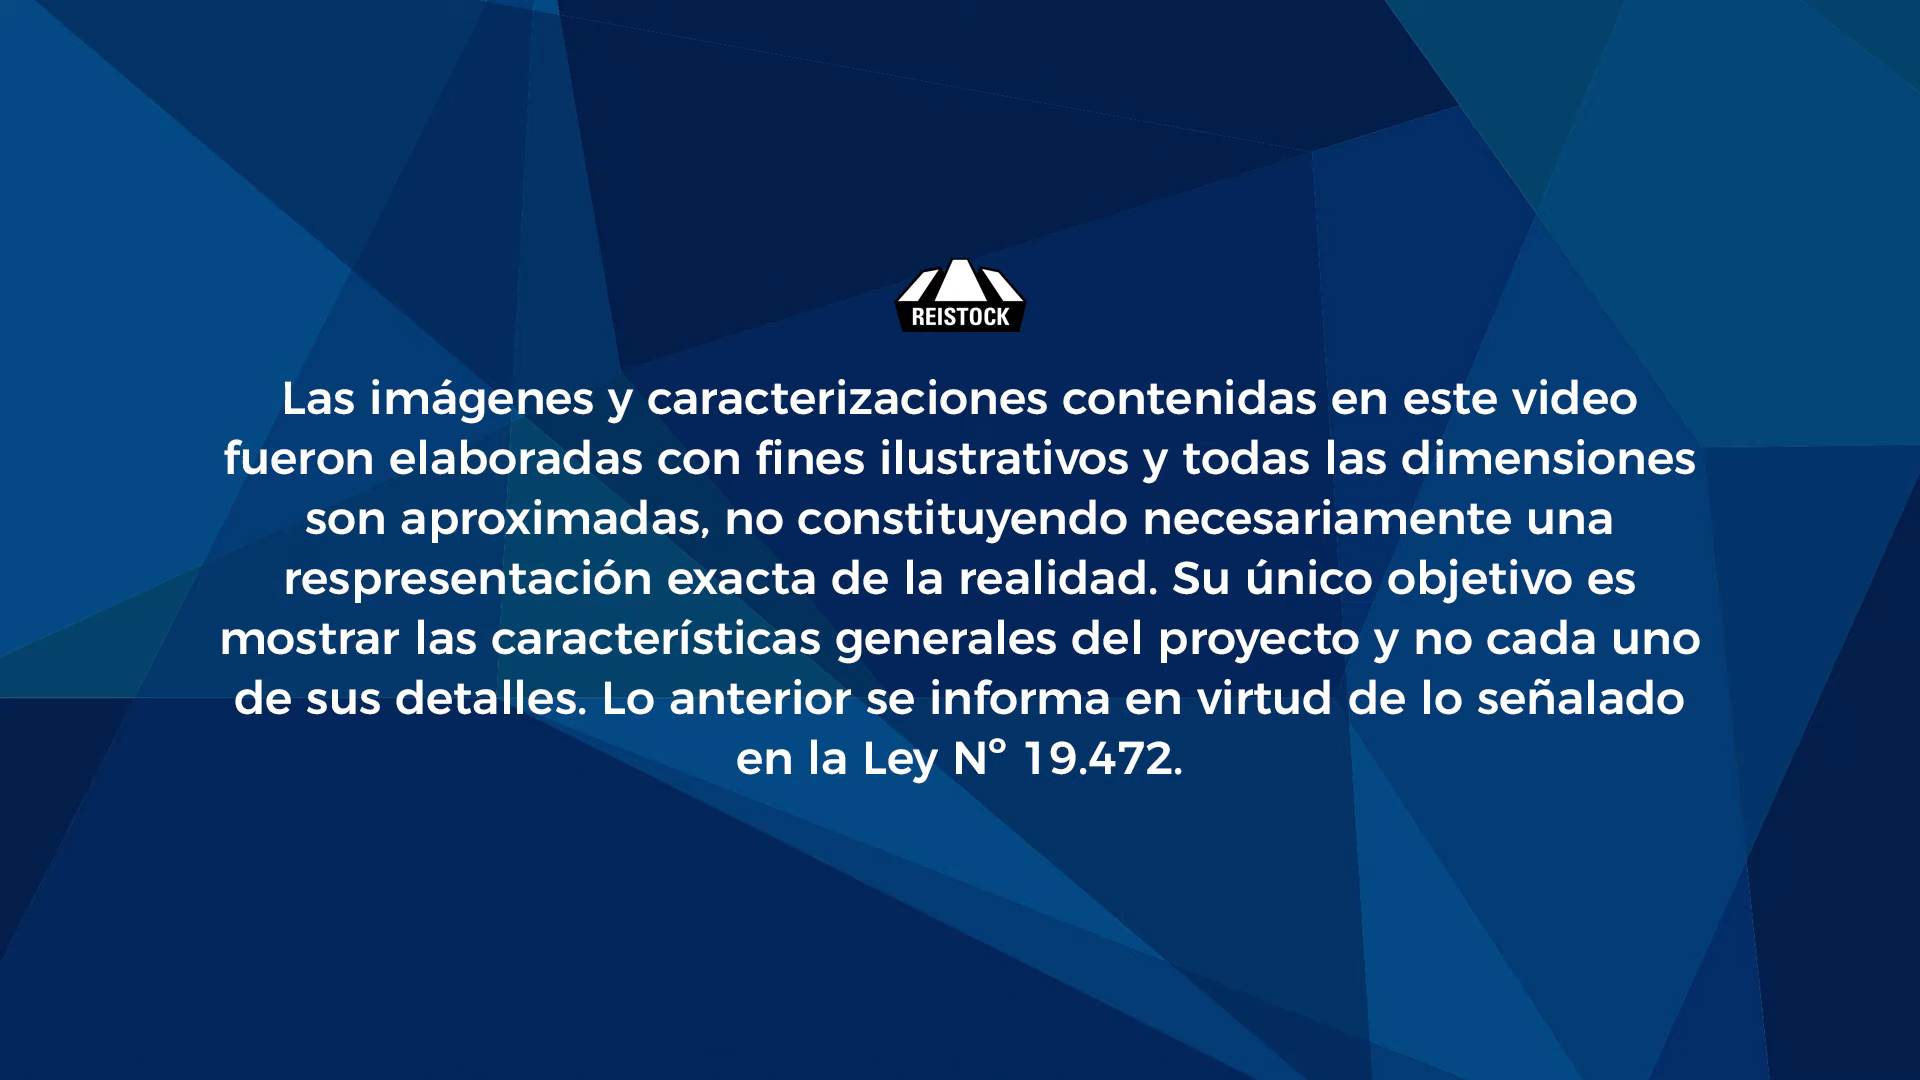 REISTOCK
Las imágenes y caracterizaciones contenidas en este video
fueron elaboradas con fines ilustrativos y todas las dimensiones
son aproximadas, no constituyendo necesariamente una
respresentación exacta de la realidad. Su único objetivo es
mostrar las características generales del proyecto y no cada uno
de sus detalles. Lo anterior se informa en virtud de lo señalado
en la Ley Nº 19.472.